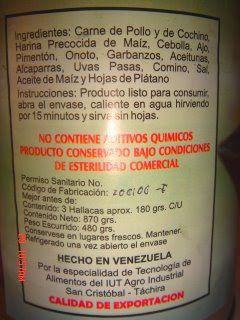 Ingredientes: Carne de Pollo y de Cochino,
Harina Precocida de Maíz, Cebolla, Ajo,
Pimentón, Onoto, Garbanzos, Aceitunas,
Alcaparras, Uvas Pasas, Comino, Sal,
Aceite de Maíz y Hojas de Plátano
Instrucciones: Producto listo para consumir,
abra el envase, caliente en agua hirviendo
por 15 minutos y sirve sin hojas.
NO CONTIENE ADITIVOS QUIMICOS
PRODUCTO CONSERVADO BAJO CONDICIONES
DE ESTERILIDAD COMERCIAL
Permiso Sanitario No.
Código de Fabricación:
Mejor antes de:
Contenido: 3 Hallacas aprox. 180 grs. C/U
Contenido Neto: 870 grs.
Peso Escurrido: 480 grs.
Consérvese en lugares frescos. Mantener
Refrigerado una vez abierto el envase
HECHO EN VENEZUELA
Por la especialidad de Tecnología de
Alimentos del IUT Agro Industrial
San Cristóbal - Táchira
CALIDAD DE EXPORTACION